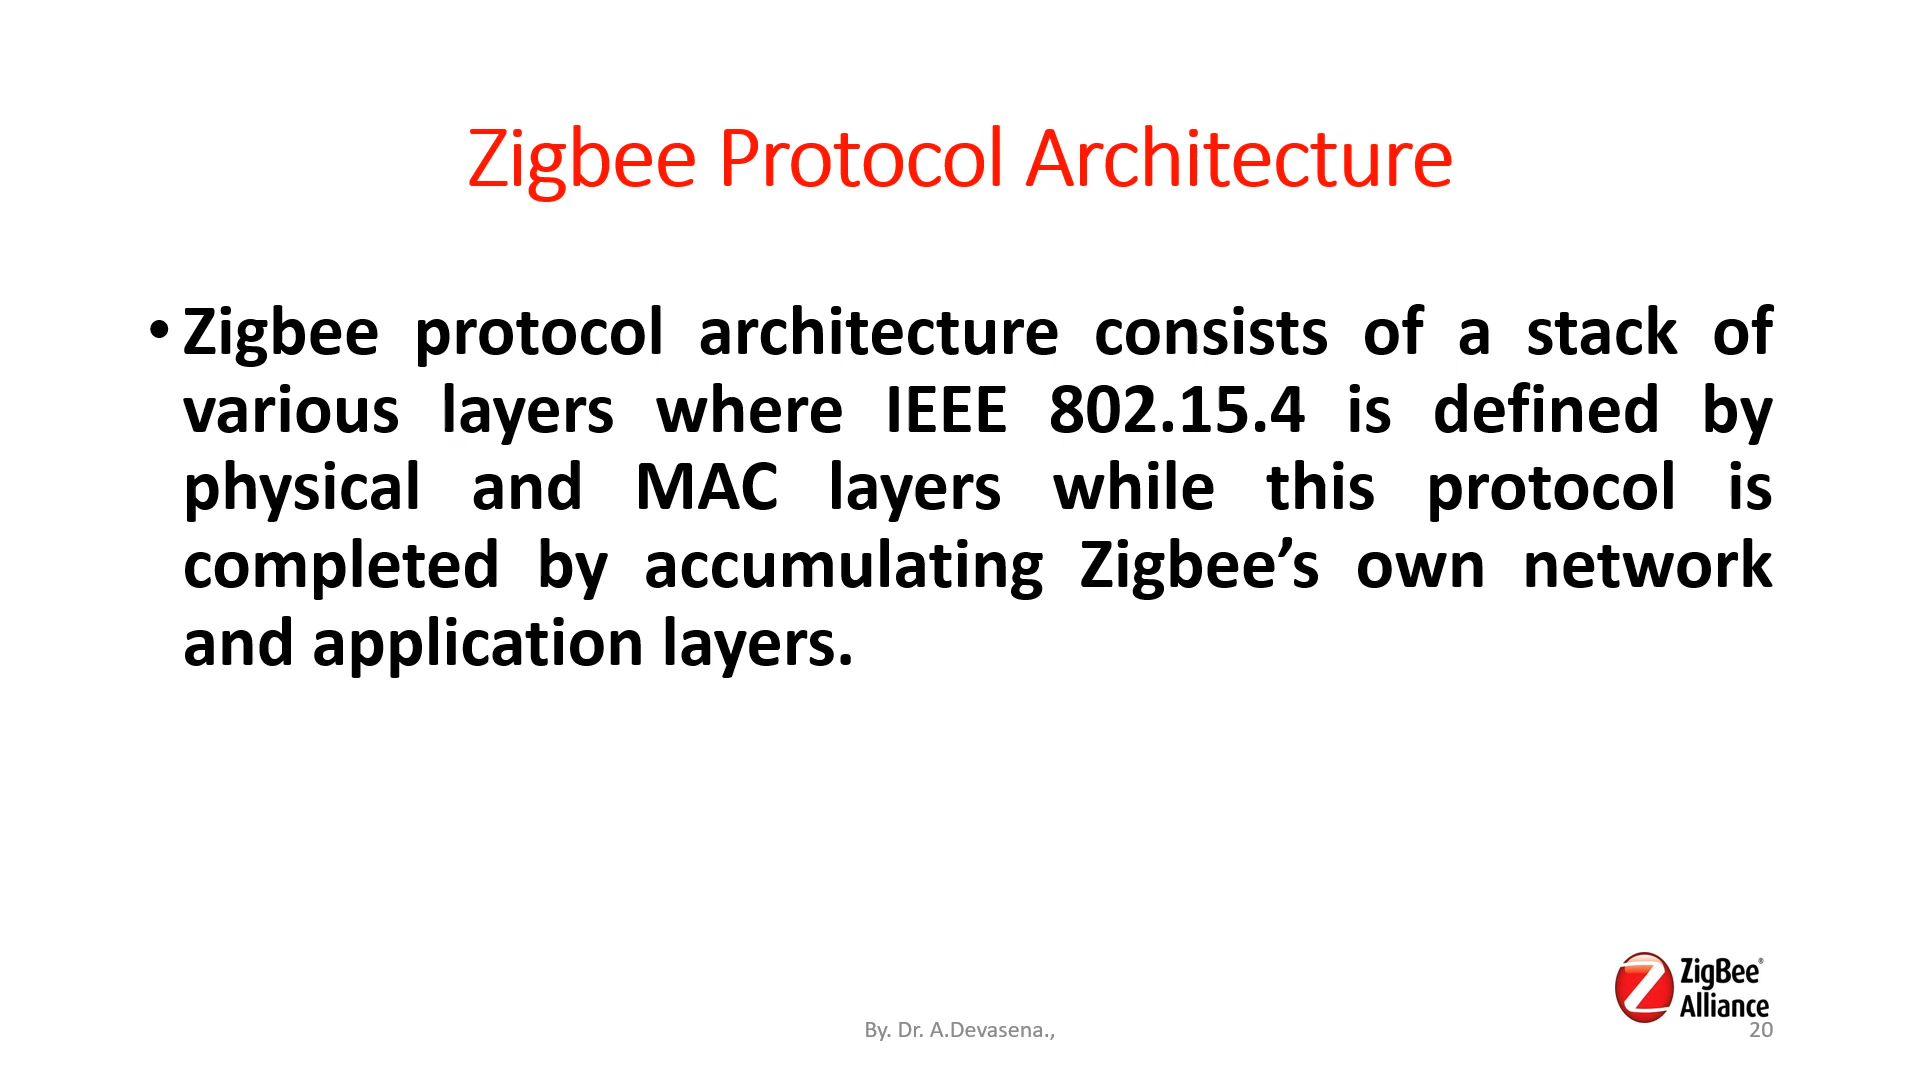 Zigbee Protocol Architecture
• Zigbee protocol architecture consists of a stack of
various layers where IEEE 802.15.4 is defined by
physical and MAC layers while this protocol is
completed by accumulating Zigbee’s own network
and application layers.
ZigBee®
Alliance
By. Dr. A.Devasena.,
20